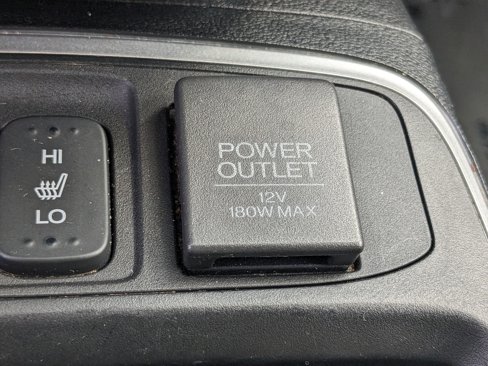 HI
LO
POWER
OUTLET
12V
180W MAX